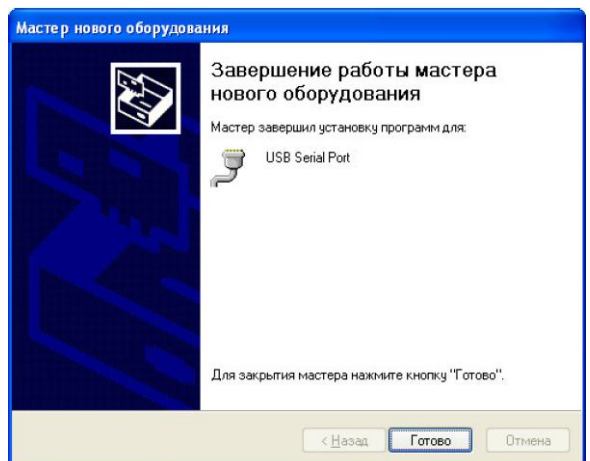 Мастер нового оборудования
Завершение работы мастера
нового оборудования
Мастер завершил установку программ для:
USB Serial Port
Для закрытия мастера нажмите кнопку "Готово".
< Назад
Готово
Отмена